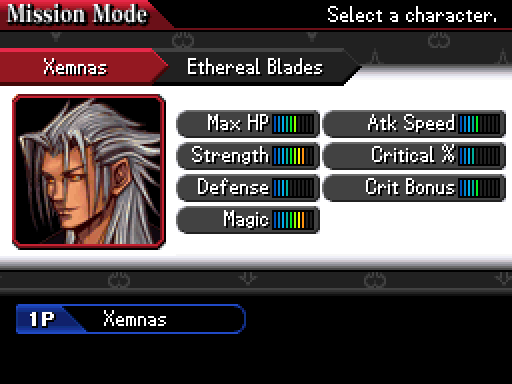 Mission Mode
Select a character.
Xemnas
Ethereal Blades
Max HP
Atk Speed
Strength
Critical %
Defense
Crit Bonus
Magic
1P
Xemnas